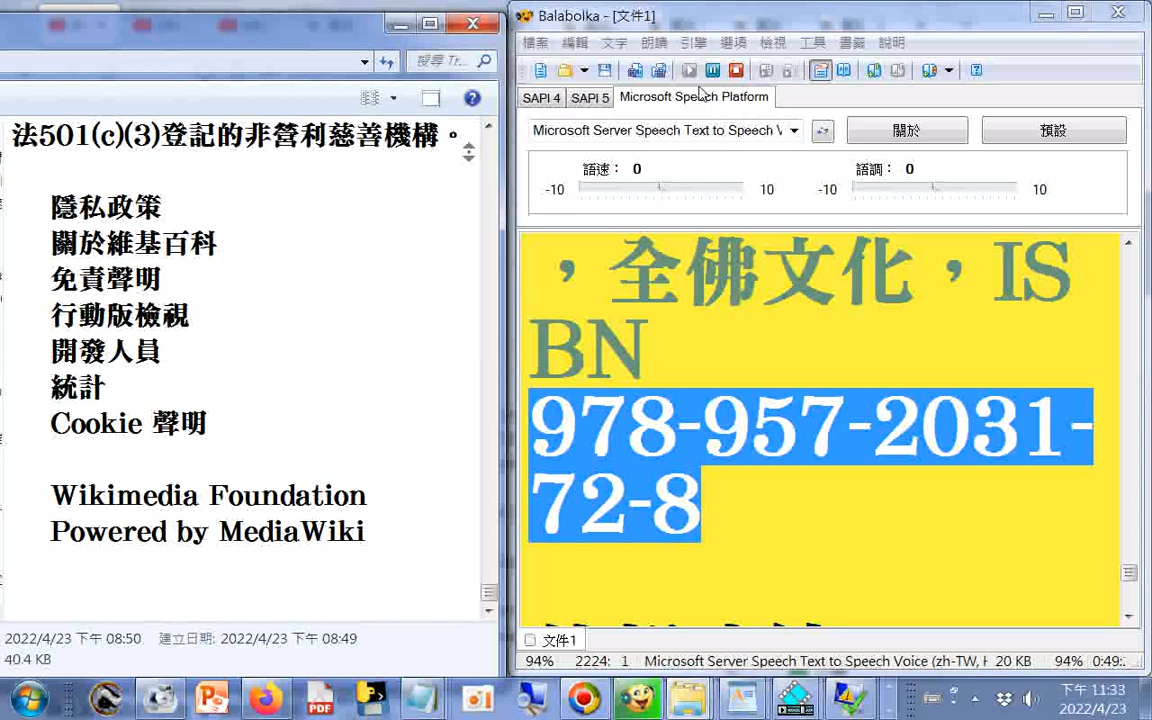 法501(c)(3)登記的非營利慈善機構。
隱私政策
關於維基百科
免責聲明
行動版檢視
開發人員
統計
Cookie 聲明
Wikimedia Foundation
Powered by MediaWiki
搜尋 Tr...
2022/4/23 下午 08:50 建立日期: 2022/4/23 下午 08:49
40.4 KB
Balabolka - [文件1]
檔案 編輯 文字 朗讀 引擎 選項 檢視 工具 書籤 說明
SAPI 4 SAPI 5 Microsoft Speech Platform
Microsoft Server Speech Text to Speech V 關於 預設
語速： 0 語調： 0
-10 10 -10 10
，全佛文化，IS
BN
978-957-2031-
72-8
文件1
94% 2224: 1 Microsoft Server Speech Text to Speech Voice (zh-TW, H 20 KB 94% 0:49:.
PDF
下午 11:33
2022/4/23